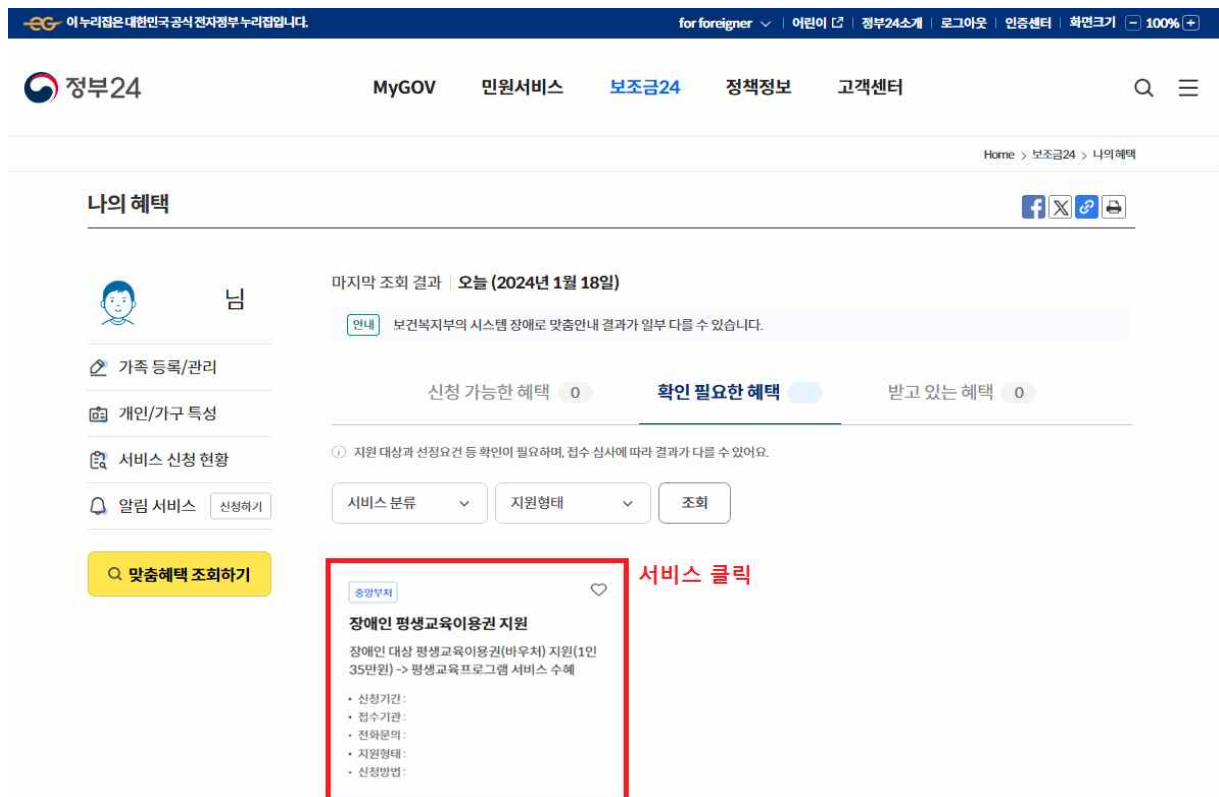 이 누리집은 대한민국 공식 전자정부 누리집입니다.
for foreigner
어린이
정부24소개
로그아웃
인증센터
화면크기
100%
정부24
MyGOV
민원서비스
보조금24
정책정보
고객센터
Home > 보조금24 > 나의혜택
나의 혜택
님
가족 등록/관리
개인/가구 특성
서비스 신청 현황
알림 서비스 신청하기
맞춤혜택 조회하기
마지막 조회 결과 오늘 (2024년 1월 18일)
안내 보건복지부의 시스템 장애로 맞춤안내 결과가 일부 다를 수 있습니다.
신청 가능한 혜택 0
확인 필요한 혜택
받고 있는 혜택 0
지원 대상과 선정요건 등 확인이 필요하며, 접수 심사에 따라 결과가 다를 수 있어요.
서비스 분류
지원형태
조회
서비스 클릭
중앙부처
장애인 평생교육이용권 지원
장애인 대상 평생교육이용권(바우처) 지원(1인
35만원) -> 평생교육프로그램 서비스 수혜
• 신청기간 :
• 접수기관 :
• 전화문의 :
• 지원형태 :
• 신청방법 :